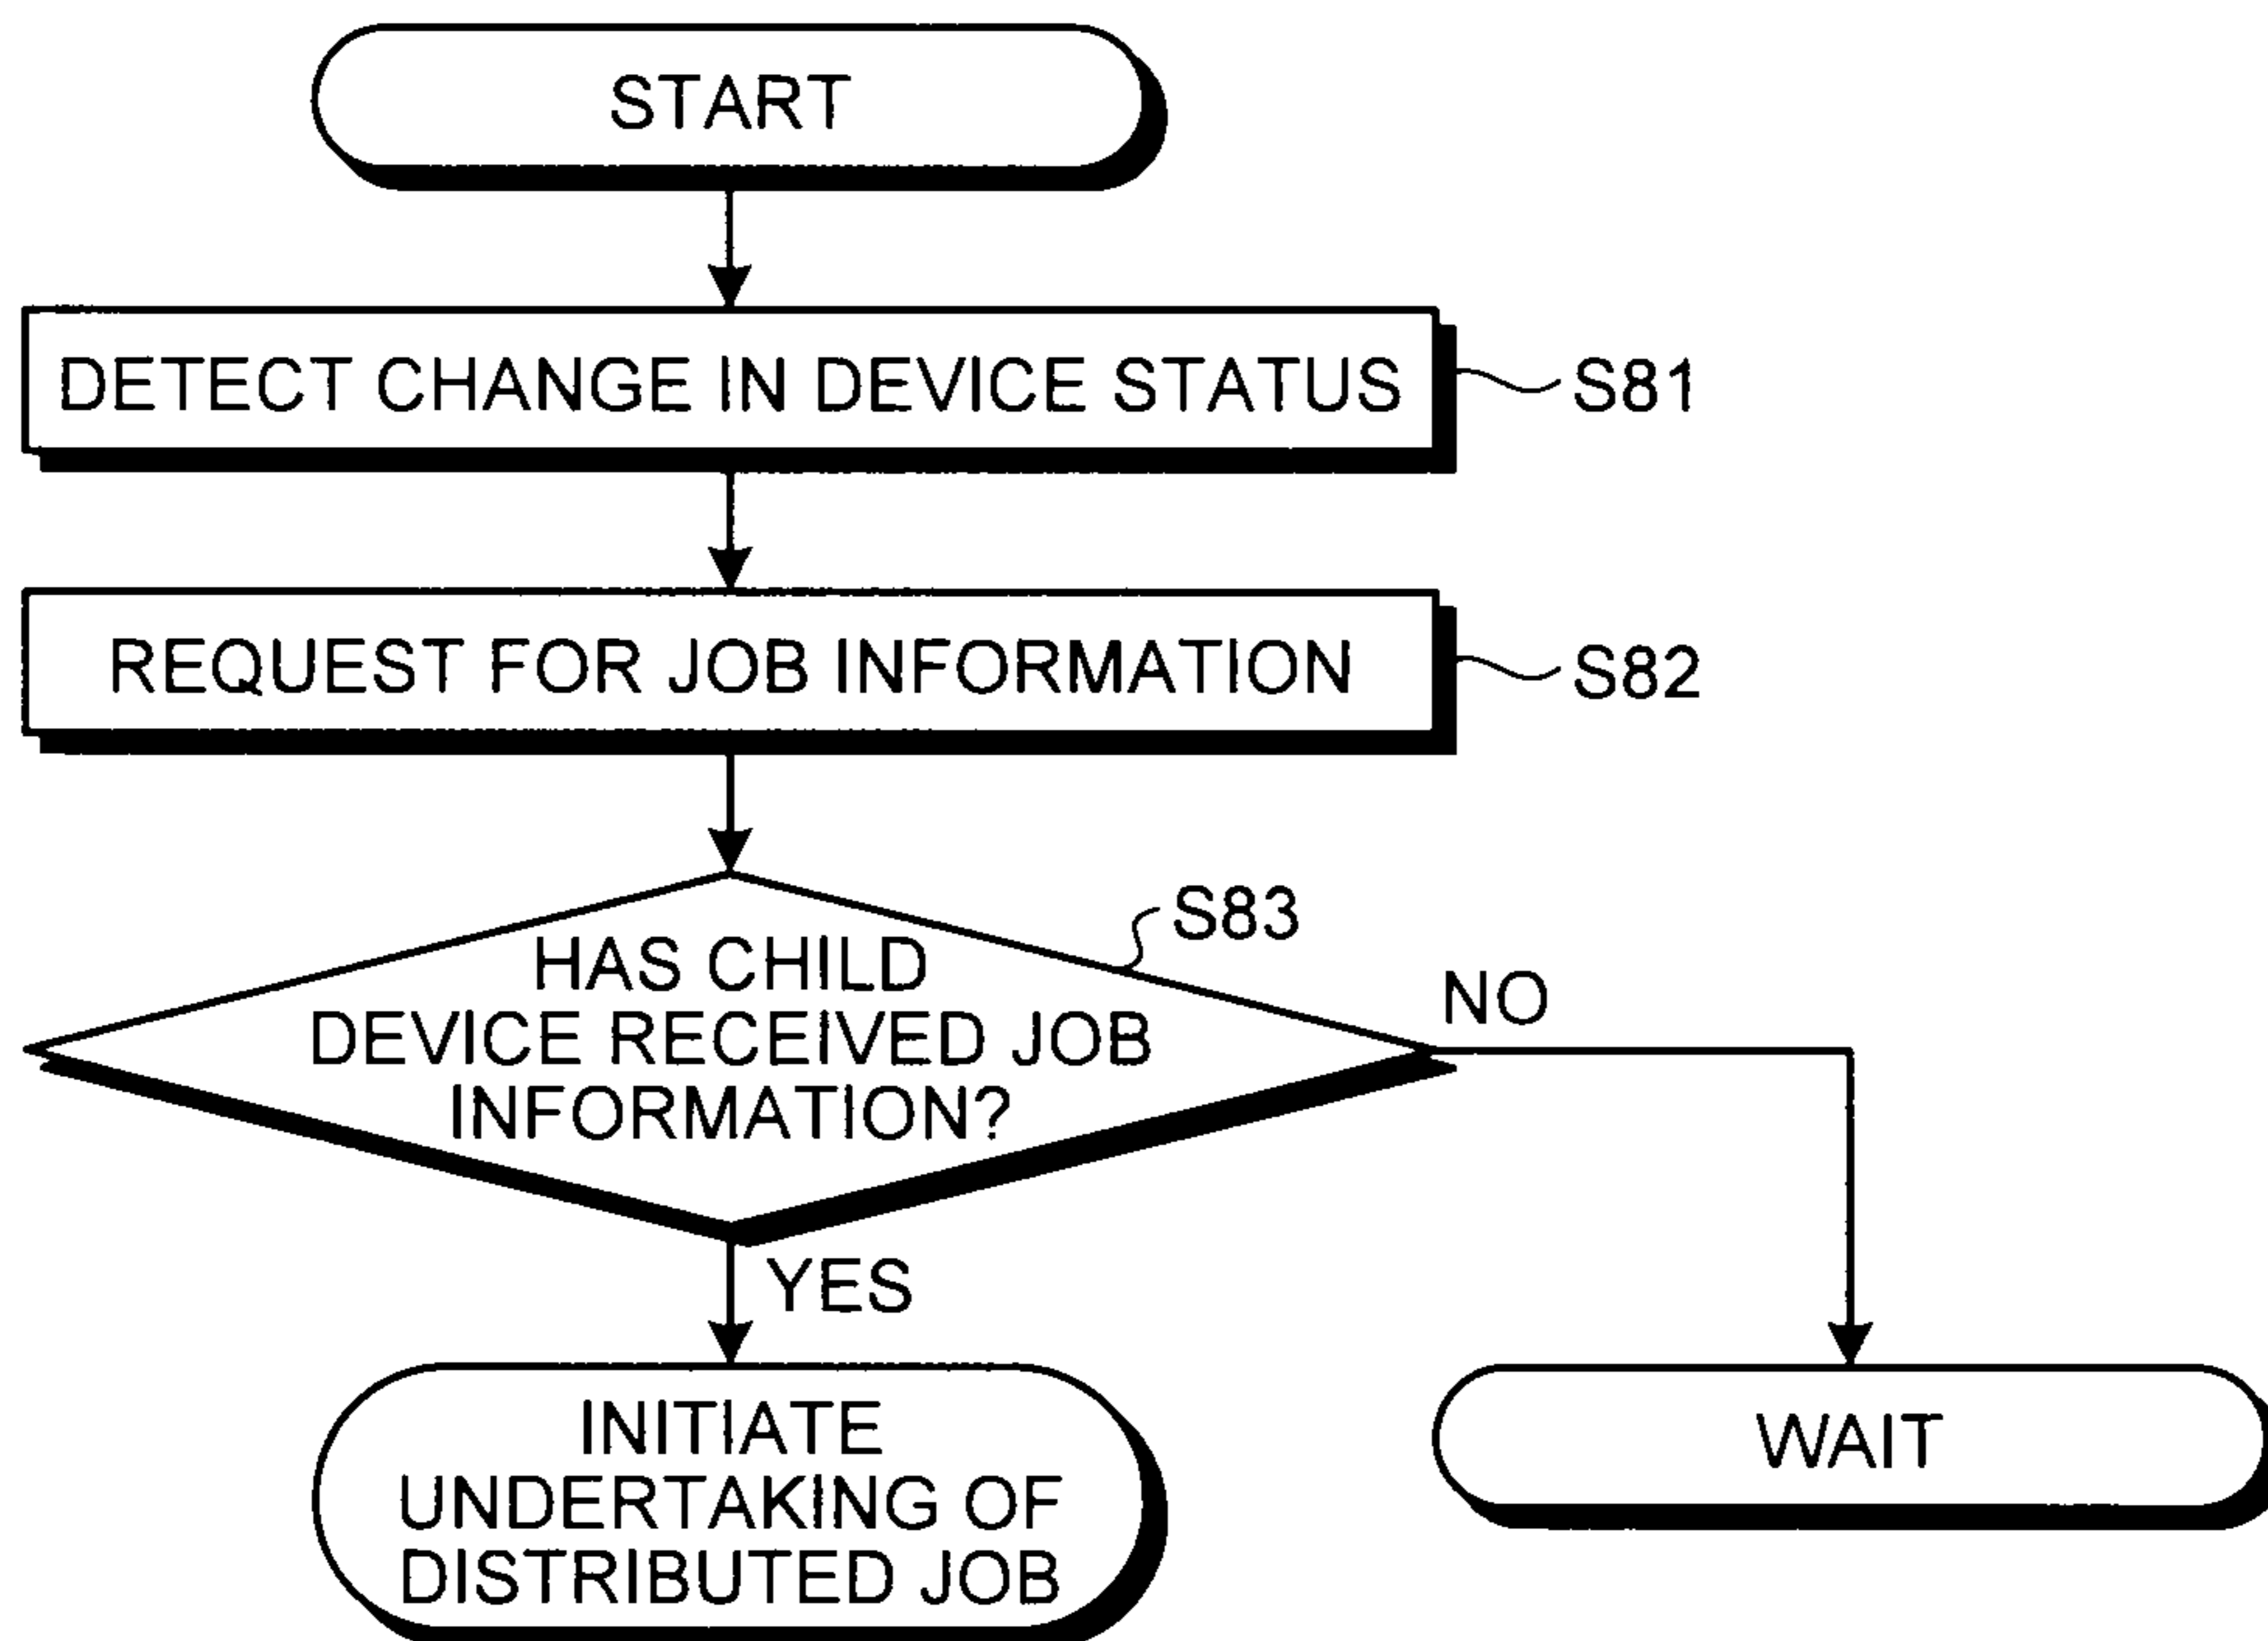 START
DETECT CHANGE IN DEVICE STATUS
S81
REQUEST FOR JOB INFORMATION
S82
S83
HAS CHILD
DEVICE RECEIVED JOB
INFORMATION?
NO
YES
INITIATE
UNDERTAKING OF
DISTRIBUTED JOB
WAIT